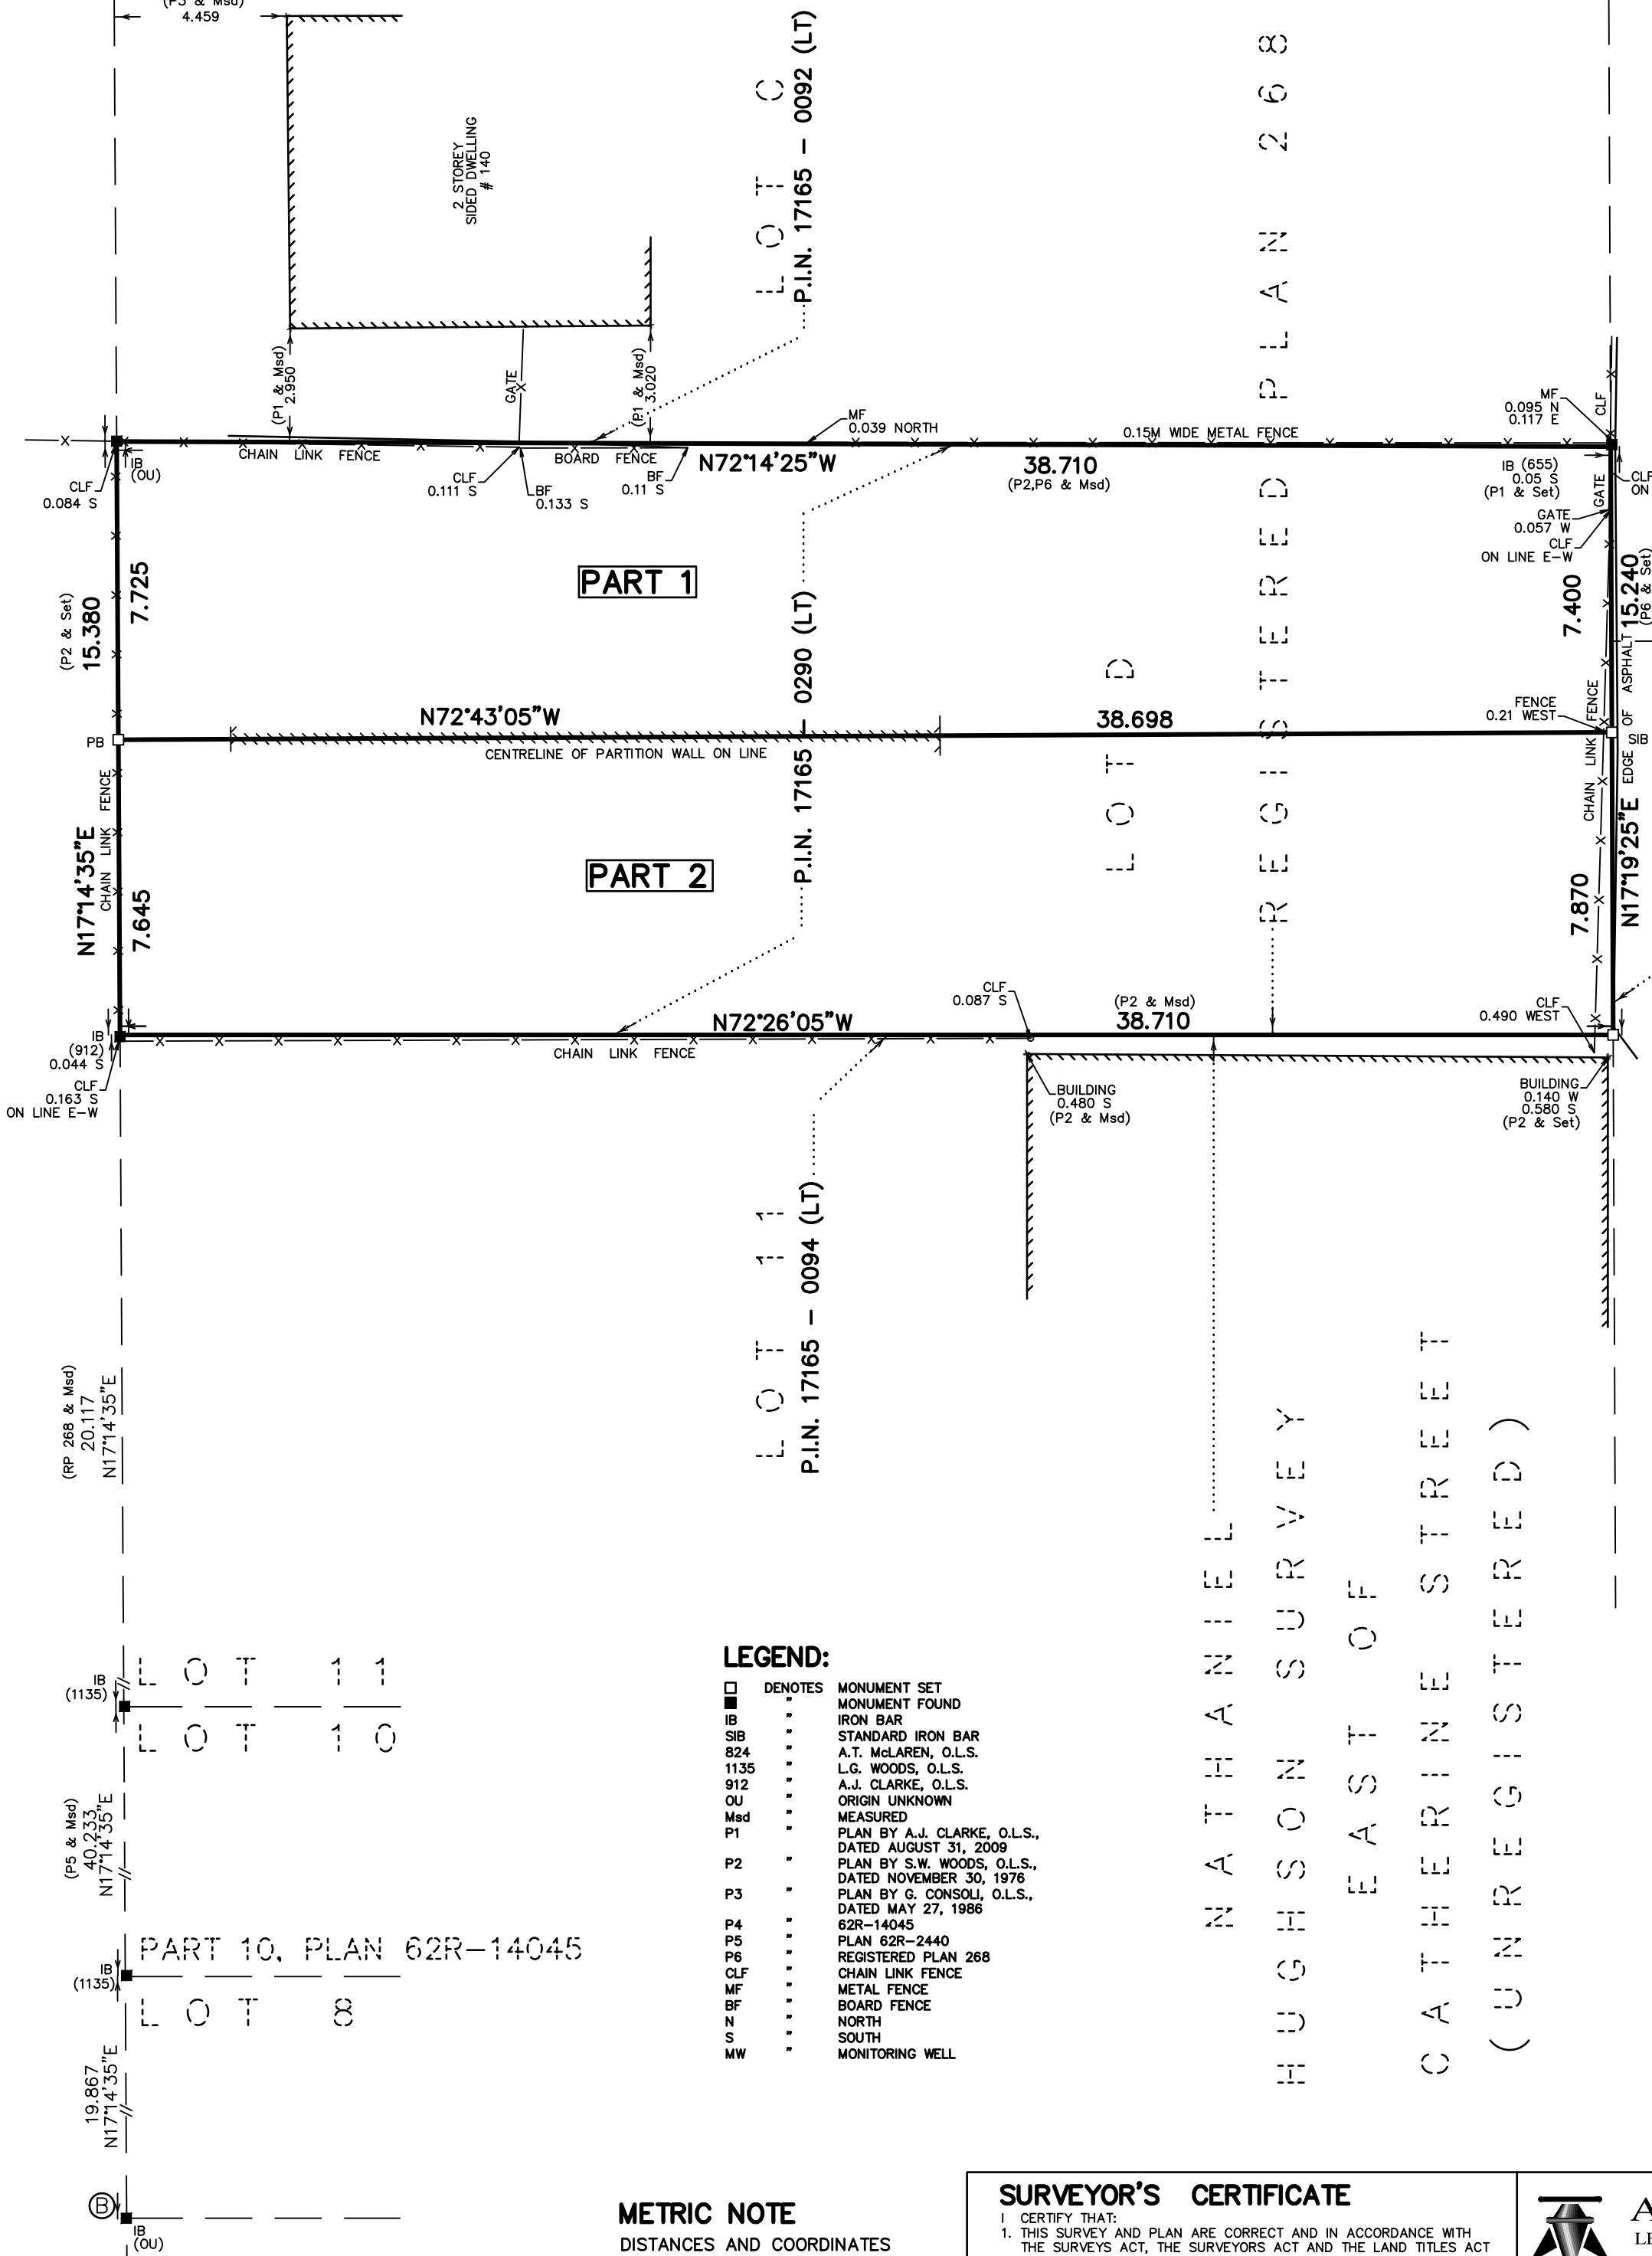 (P3 & Msd)
4.459
2 STOREY
SIDED DWELLING
# 140
LOT C
P.I.N. 17165 - 0092 (LT)
REGISTERED PLAN 268
(P1 & Msd)
2.950
GATE
(P1 & Msd)
3.020
MF
0.039 NORTH
0.15M WIDE METAL FENCE
MF
0.095 N
0.117 E
CLF
IB
(OU)
CLF
0.084 S
CHAIN LINK FENCE
CLF
0.111 S
BF
0.133 S
BOARD FENCE
BF
0.11 S
N72°14'25"W
38.710
(P2,P6 & Msd)
IB (655)
0.05 S
(P1 & Set)
GATE
CLF
ON
GATE
0.057 W
CLF
ON LINE E-W
(P2 & Set)
15.380
7.725
PART 1
P.I.N. 17165 - 0290 (LT)
LOT D
7.400
15.240
(P6 & Set)
N72°43'05"W
38.698
FENCE
0.21 WEST
PB
CENTRELINE OF PARTITION WALL ON LINE
SIB
CHAIN LINK FENCE
EDGE OF ASPHALT
N17°14'35"E
CHAIN LINK FENCE
7.645
PART 2
7.870
N17°19'25"E
IB
(912)
0.044 S
CLF
0.163 S
ON LINE E-W
N72°26'05"W
CHAIN LINK FENCE
CLF
0.087 S
(P2 & Msd)
38.710
CLF
0.490 WEST
BUILDING
0.480 S
(P2 & Msd)
BUILDING
0.140 W
0.580 S
(P2 & Set)
LOT 11
P.I.N. 17165 - 0094 (LT)
(RP 268 & Msd)
20.117
N17°14'35"E
NATHANIEL
HUGHSON SURVEY
EAST OF
CATHERINE STREET
(UNREGISTERED)
IB
(1135)
LOT 11
LOT 10
(P5 & Msd)
40.233
N17°14'35"E
PART 10, PLAN 62R-14045
IB
(1135)
LOT 8
19.867
N17°14'35"E
B
IB
(OU)
LEGEND:
□ DENOTES MONUMENT SET
■ " MONUMENT FOUND
IB " IRON BAR
SIB " STANDARD IRON BAR
824 " A.T. McLAREN, O.L.S.
1135 " L.G. WOODS, O.L.S.
912 " A.J. CLARKE, O.L.S.
OU " ORIGIN UNKNOWN
Msd " MEASURED
P1 " PLAN BY A.J. CLARKE, O.L.S.,
DATED AUGUST 31, 2009
P2 " PLAN BY S.W. WOODS, O.L.S.,
DATED NOVEMBER 30, 1976
P3 " PLAN BY G. CONSOLI, O.L.S.,
DATED MAY 27, 1986
P4 " 62R-14045
P5 " PLAN 62R-2440
P6 " REGISTERED PLAN 268
CLF " CHAIN LINK FENCE
MF " METAL FENCE
BF " BOARD FENCE
N " NORTH
S " SOUTH
MW " MONITORING WELL
METRIC NOTE
DISTANCES AND COORDINATES
SURVEYOR'S CERTIFICATE
I CERTIFY THAT:
1. THIS SURVEY AND PLAN ARE CORRECT AND IN ACCORDANCE WITH
THE SURVEYS ACT, THE SURVEYORS ACT AND THE LAND TITLES ACT